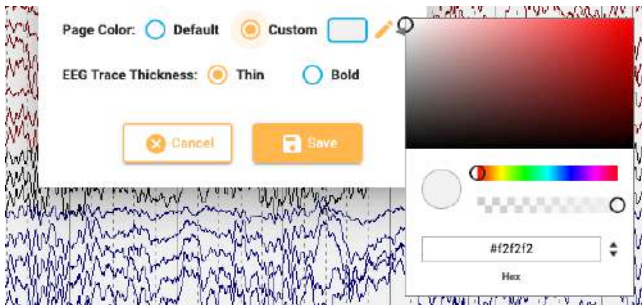 Page Color: Default Custom
EEG Trace Thickness: Thin Bold
Cancel Save
#f2f2f2
Hex